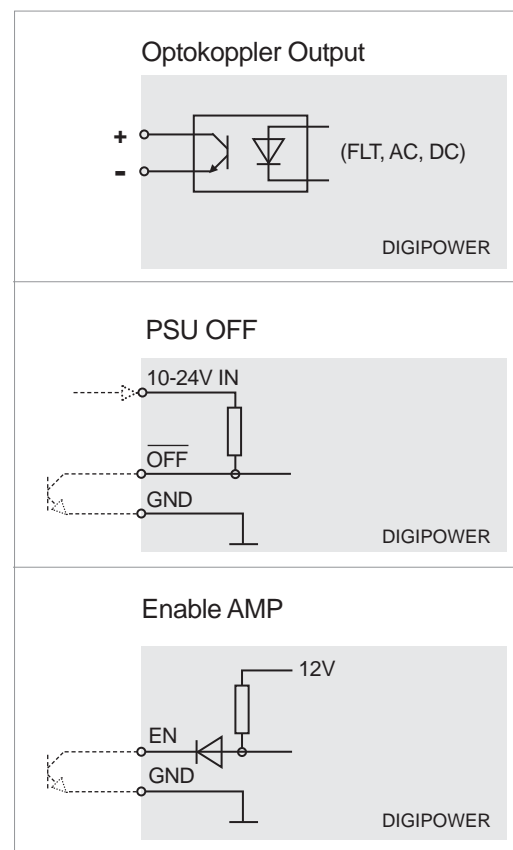 Optokoppler Output
+
-
(FLT, AC, DC)
DIGIPOWER
PSU OFF
10-24V IN
OFF
GND
DIGIPOWER
Enable AMP
12V
EN
GND
DIGIPOWER